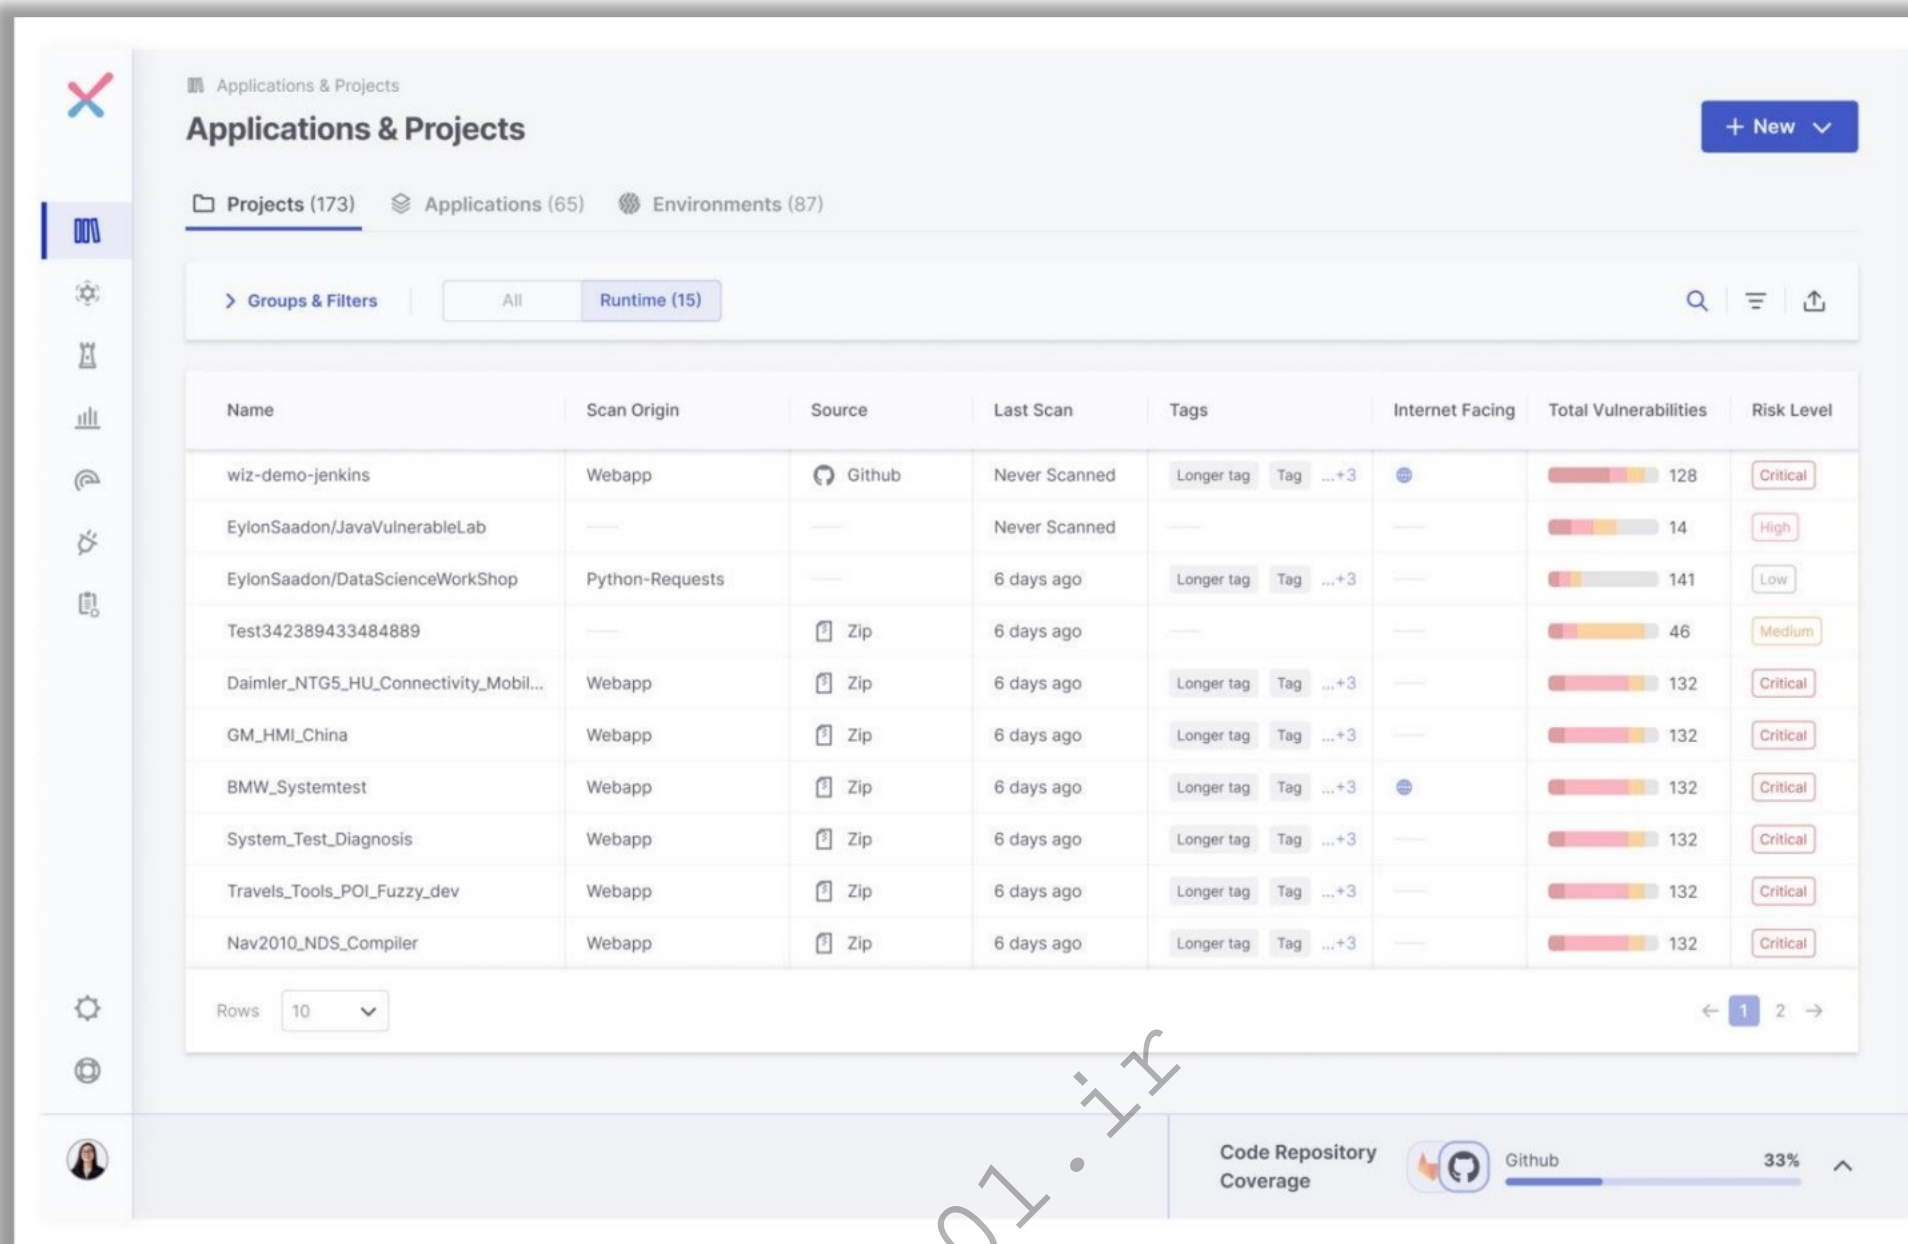 Applications & Projects
Applications & Projects
+ New
Projects (173) Applications (65) Environments (87)
Groups & Filters All Runtime (15)
Name Scan Origin Source Last Scan Tags Internet Facing Total Vulnerabilities Risk Level
wiz-demo-jenkins Webapp Github Never Scanned Longer tag Tag ...+3 128 Critical
EylonSaadon/JavaVulnerableLab Never Scanned 14 High
EylonSaadon/DataScienceWorkShop Python-Requests 6 days ago Longer tag Tag ...+3 141 Low
Test342389433484889 Zip 6 days ago 46 Medium
Daimler_NTG5_HU_Connectivity_Mobil... Webapp Zip 6 days ago Longer tag Tag ...+3 132 Critical
GM_HMI_China Webapp Zip 6 days ago Longer tag Tag ...+3 132 Critical
BMW_Systemtest Webapp Zip 6 days ago Longer tag Tag ...+3 132 Critical
System_Test_Diagnosis Webapp Zip 6 days ago Longer tag Tag ...+3 132 Critical
Travels_Tools_POI_Fuzzy_dev Webapp Zip 6 days ago Longer tag Tag ...+3 132 Critical
Nav2010_NDS_Compiler Webapp Zip 6 days ago Longer tag Tag ...+3 132 Critical
Rows 10 1 2
Code Repository Coverage Github 33%
01.ir